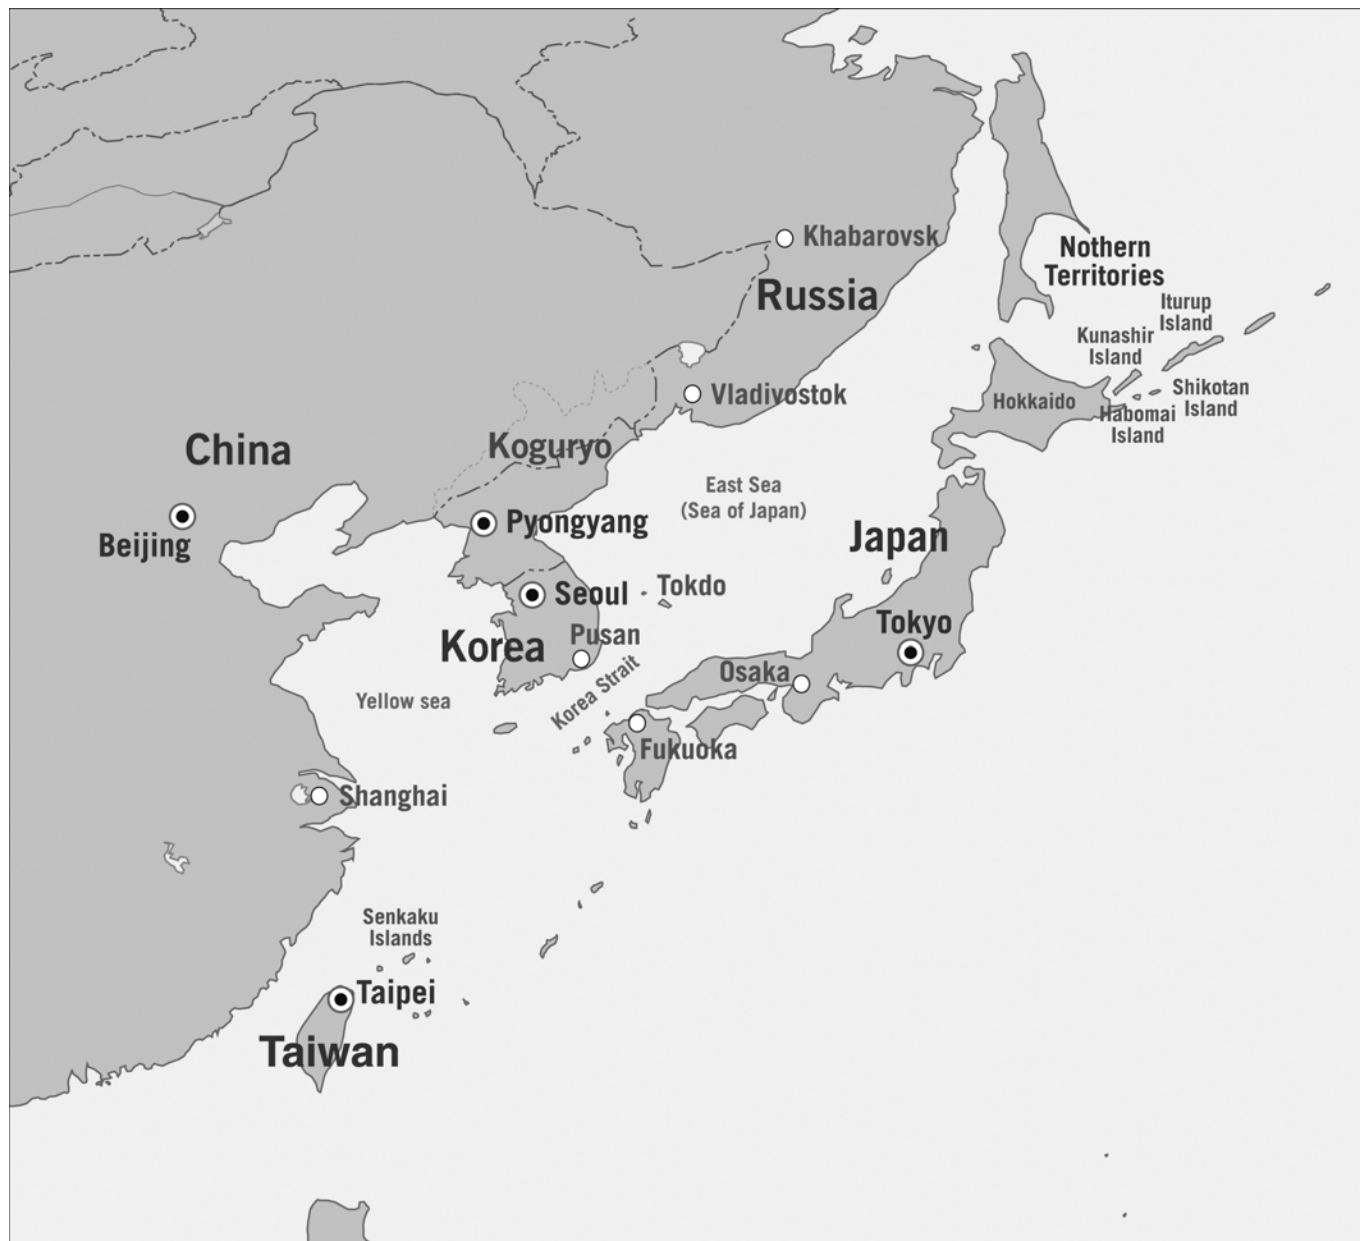 Khabarovsk
Nothern
Territories
Russia
Iturup
Island
Kunashir
Island
Vladivostok
Hokkaido
Shikotan
Island
Habomai
Island
China
Koguryo
East Sea
(Sea of Japan)
Beijing
Pyongyang
Japan
Seoul
Tokdo
Tokyo
Korea
Pusan
Osaka
Yellow sea
Korea Strait
Fukuoka
Shanghai
Senkaku
Islands
Taipei
Taiwan